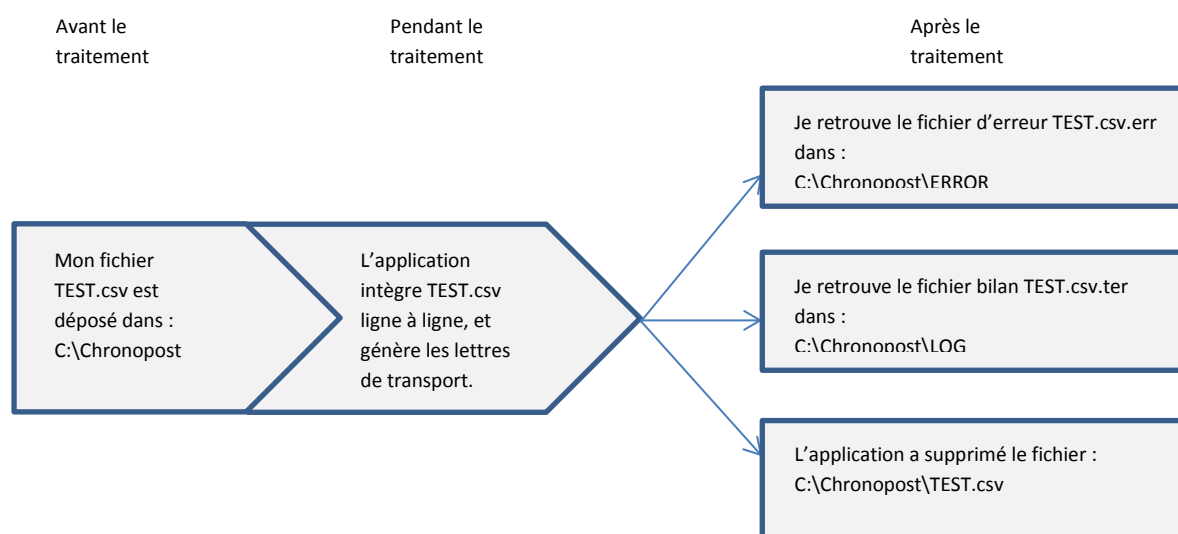 Avant le
traitement
Pendant le
traitement
Après le
traitement
Mon fichier
TEST.csv est
déposé dans :
C:\Chronopost
L’application
intègre TEST.csv
ligne à ligne, et
génère les lettres
de transport.
Je retrouve le fichier d’erreur TEST.csv.err
dans :
C:\Chronopost\ERROR
Je retrouve le fichier bilan TEST.csv.ter
dans :
C:\Chronopost\LOG
L’application a supprimé le fichier :
C:\Chronopost\TEST.csv